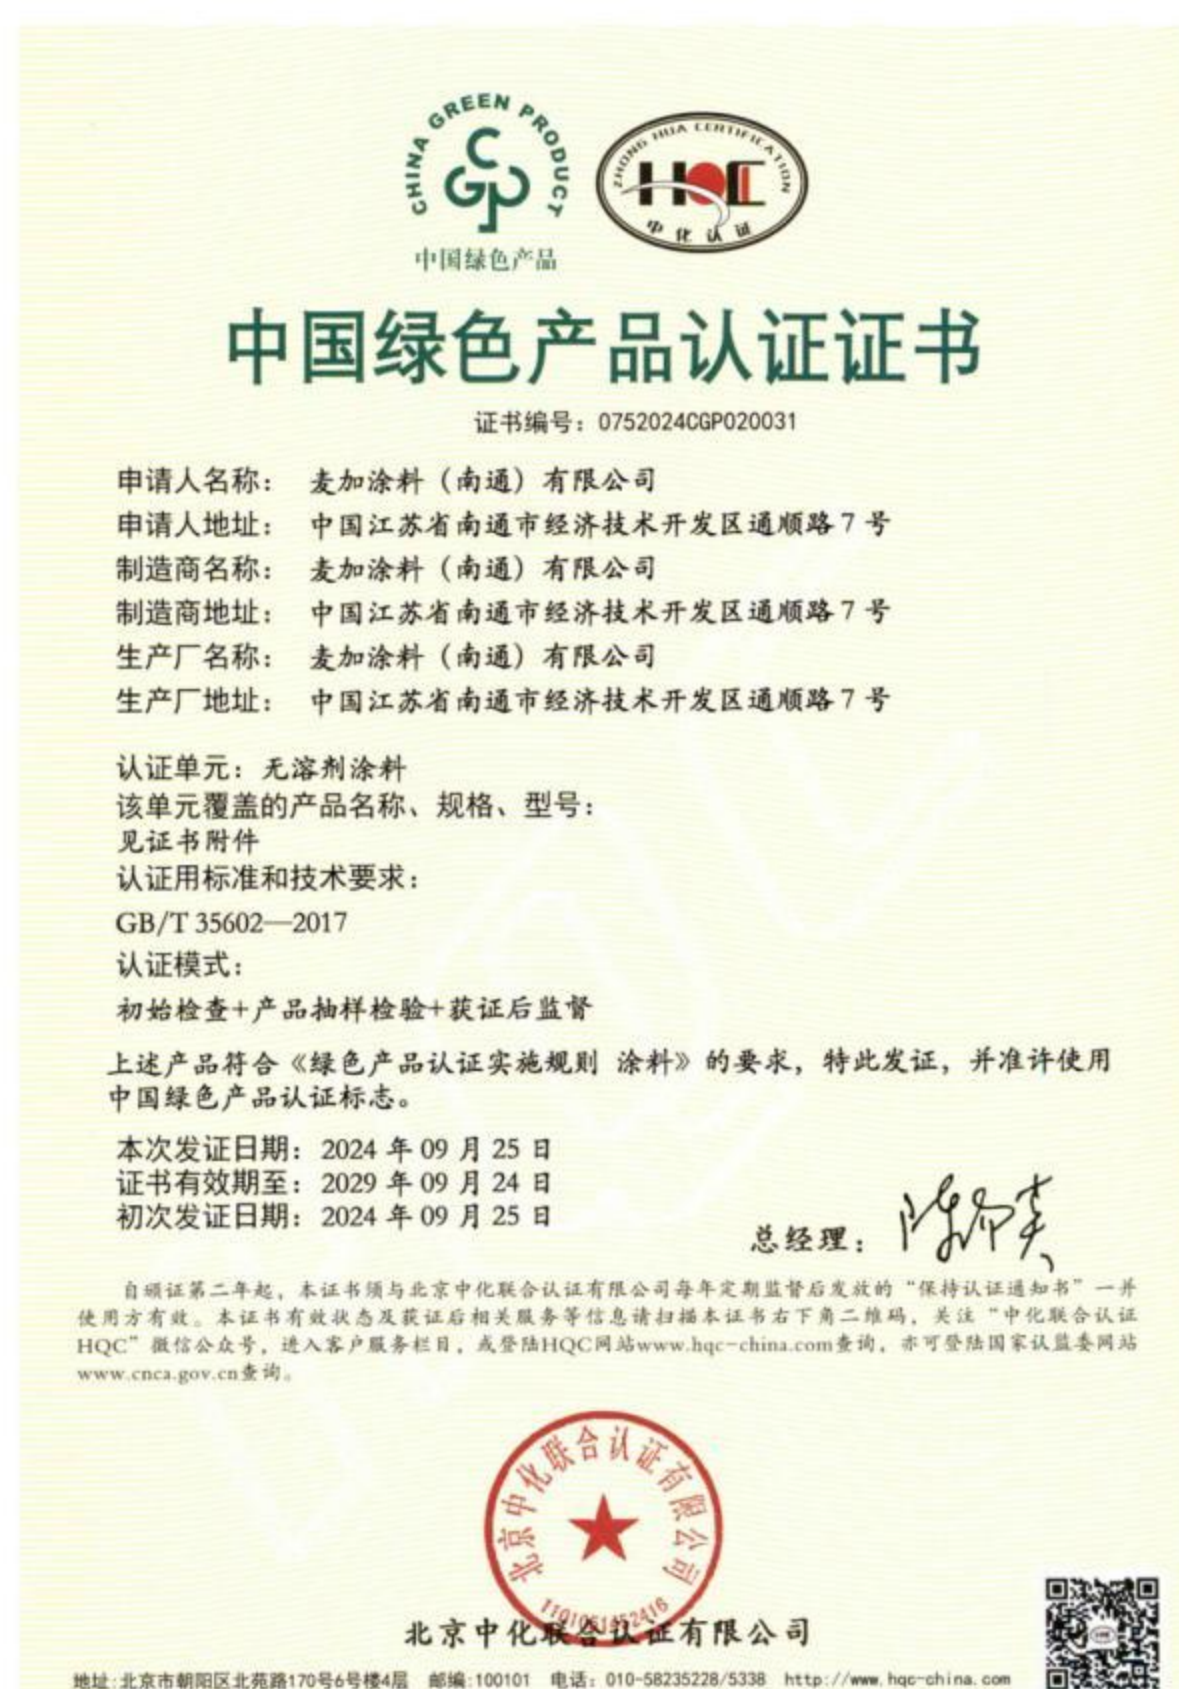 CHINA GREEN PRODUCT
CGP
中国绿色产品
ZHONG HUA CERTIFICATION
HQC
中化认证
中国绿色产品认证证书
证书编号：0752024CGP020031
申请人名称： 麦加涂料（南通）有限公司
申请人地址： 中国江苏省南通市经济技术开发区通顺路 7 号
制造商名称： 麦加涂料（南通）有限公司
制造商地址： 中国江苏省南通市经济技术开发区通顺路 7 号
生产厂名称： 麦加涂料（南通）有限公司
生产厂地址： 中国江苏省南通市经济技术开发区通顺路 7 号
认证单元：无溶剂涂料
该单元覆盖的产品名称、规格、型号：
见证书附件
认证用标准和技术要求：
GB/T 35602—2017
认证模式：
初始检查+产品抽样检验+获证后监督
上述产品符合《绿色产品认证实施规则 涂料》的要求，特此发证，并准许使用
中国绿色产品认证标志。
本次发证日期：2024 年 09 月 25 日
证书有效期至：2029 年 09 月 24 日
初次发证日期：2024 年 09 月 25 日
总经理：
自颁证第二年起，本证书须与北京中化联合认证有限公司每年定期监督后发放的“保持认证通知书”一并
使用方有效。本证书有效状态及获证后相关服务等信息请扫描本证书右下角二维码，关注“中化联合认证
HQC”微信公众号，进入客户服务栏目，或登陆HQC网站www.hqc-china.com查询，亦可登陆国家认监委网站
www.cnca.gov.cn查询。
北京中化联合认证有限公司
北京中化联合认证有限公司
地址:北京市朝阳区北苑路170号6号楼4层 邮编:100101 电话：010-58235228/5338 http://www.hqc-china.com